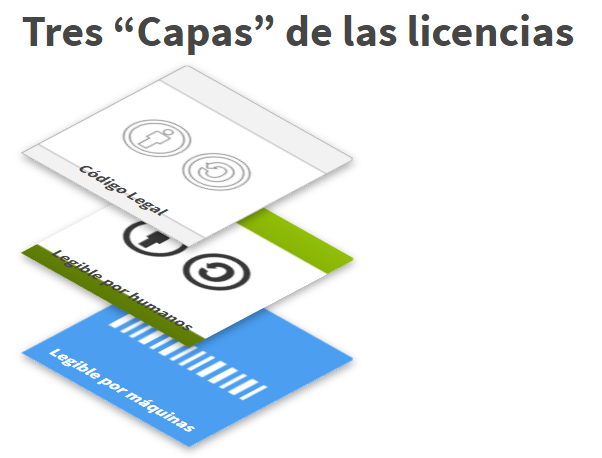 Tres “Capas” de las licencias
Código Legal
Legible por humanos
Legible por máquinas